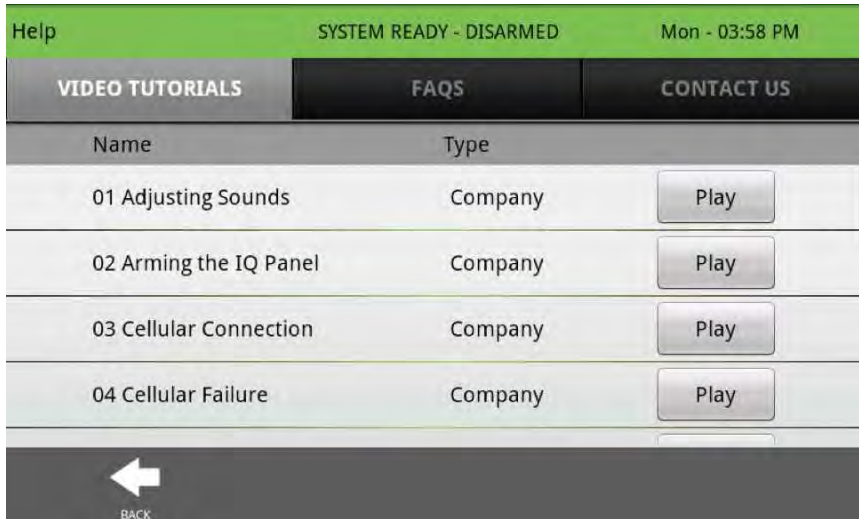 Help SYSTEM READY - DISARMED Mon - 03:58 PM
VIDEO TUTORIALS FAQS CONTACT US
Name Type
01 Adjusting Sounds Company Play
02 Arming the IQ Panel Company Play
03 Cellular Connection Company Play
04 Cellular Failure Company Play
BACK